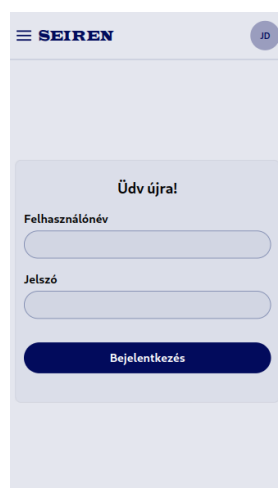 SEIREN
JD
Üdv újra!
Felhasználónév
Jelszó
Bejelentkezés